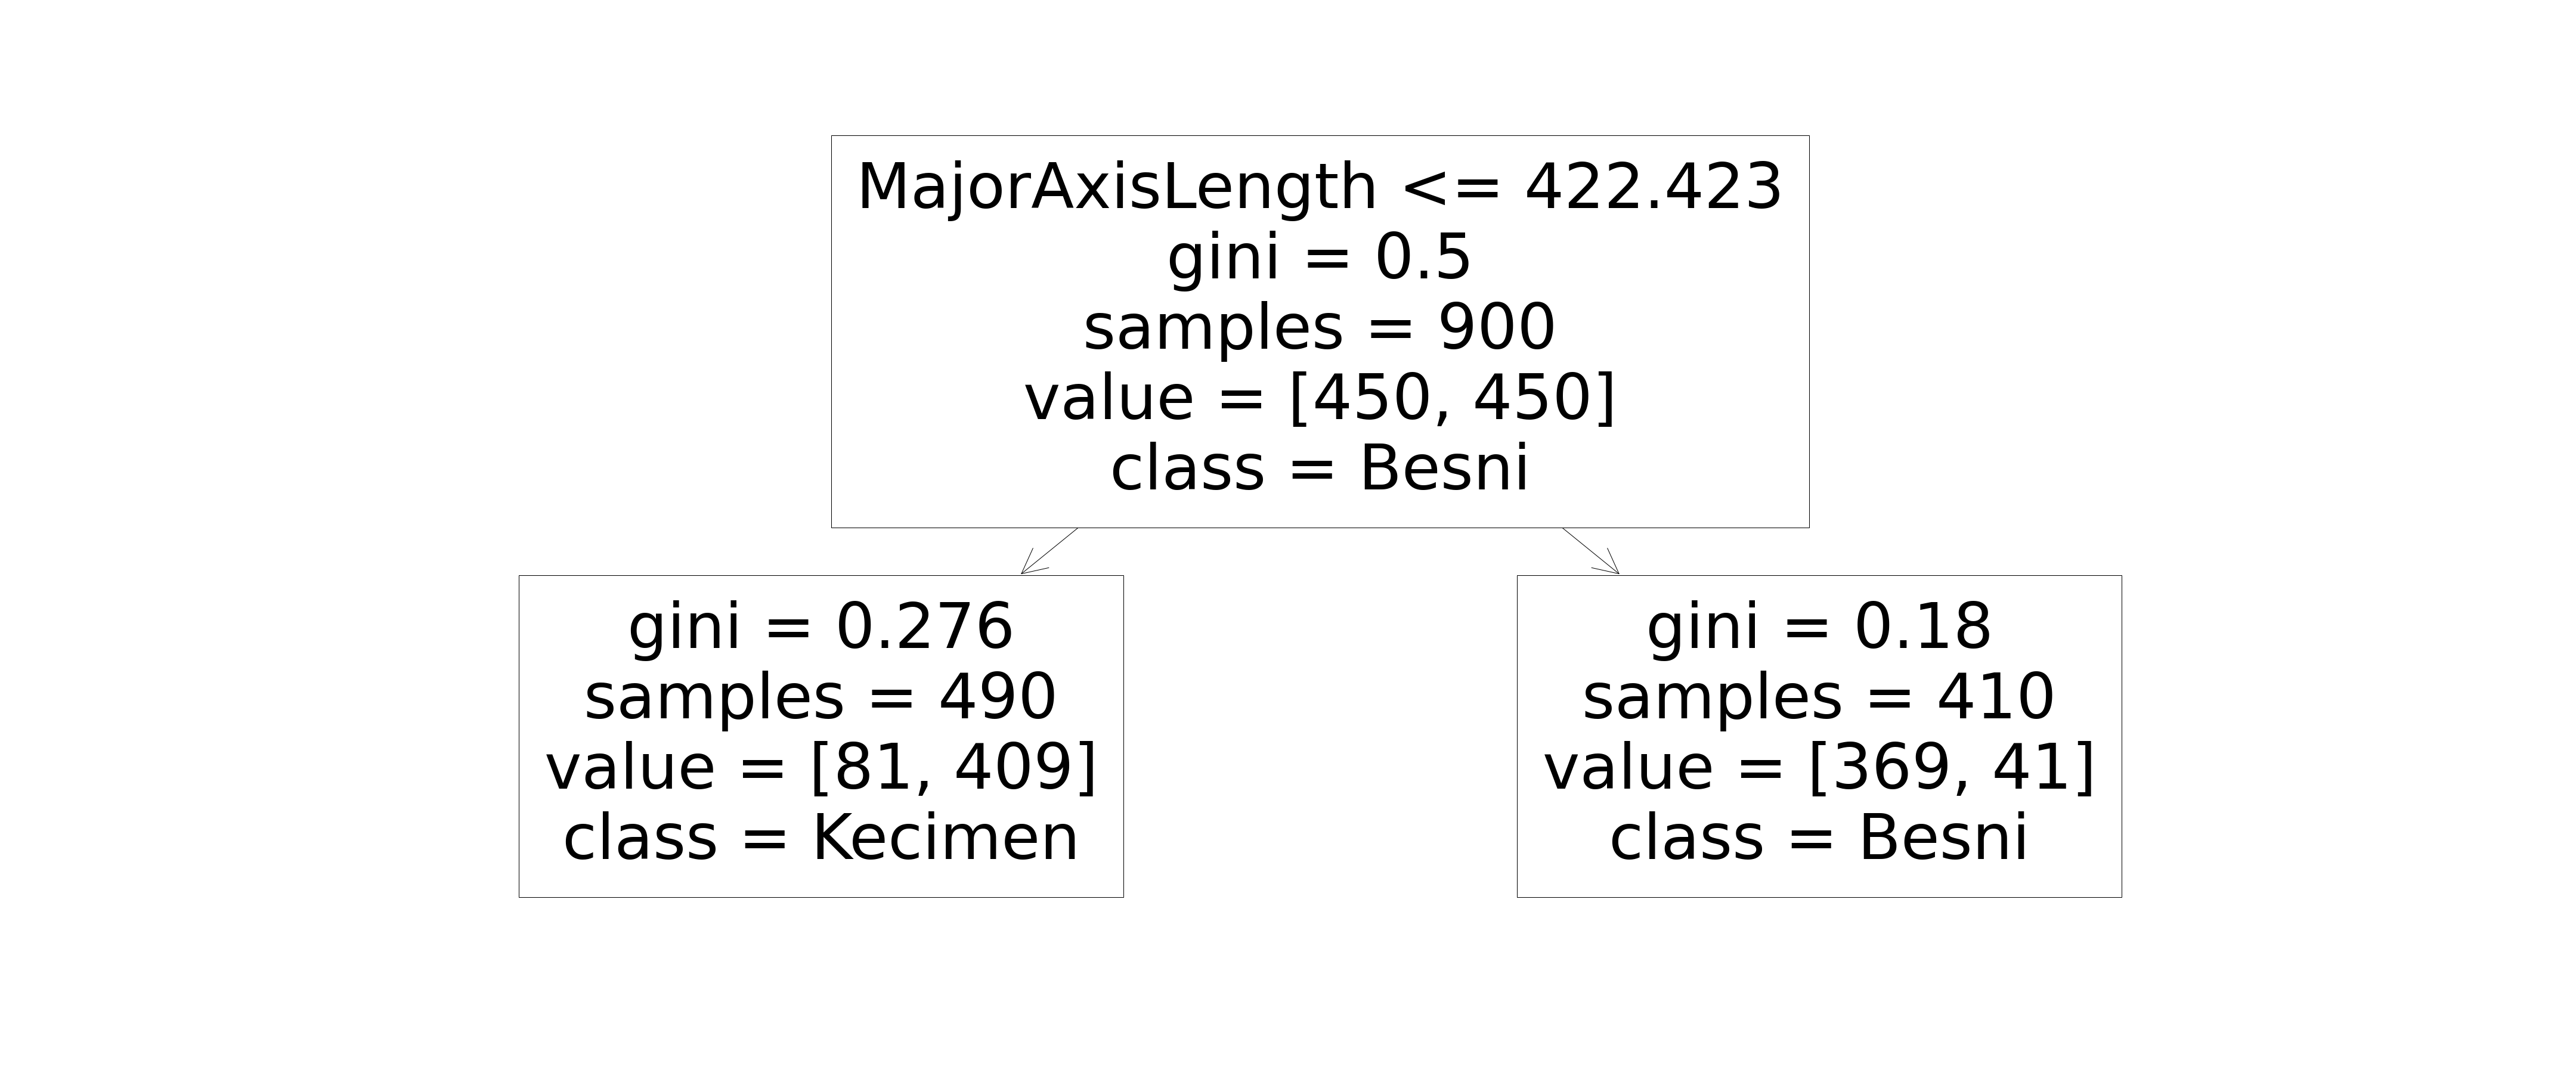 MajorAxisLength <= 422.423
gini = 0.5
samples = 900
value = [450, 450]
class = Besni
gini = 0.276
samples = 490
value = [81, 409]
class = Kecimen
gini = 0.18
samples = 410
value = [369, 41]
class = Besni